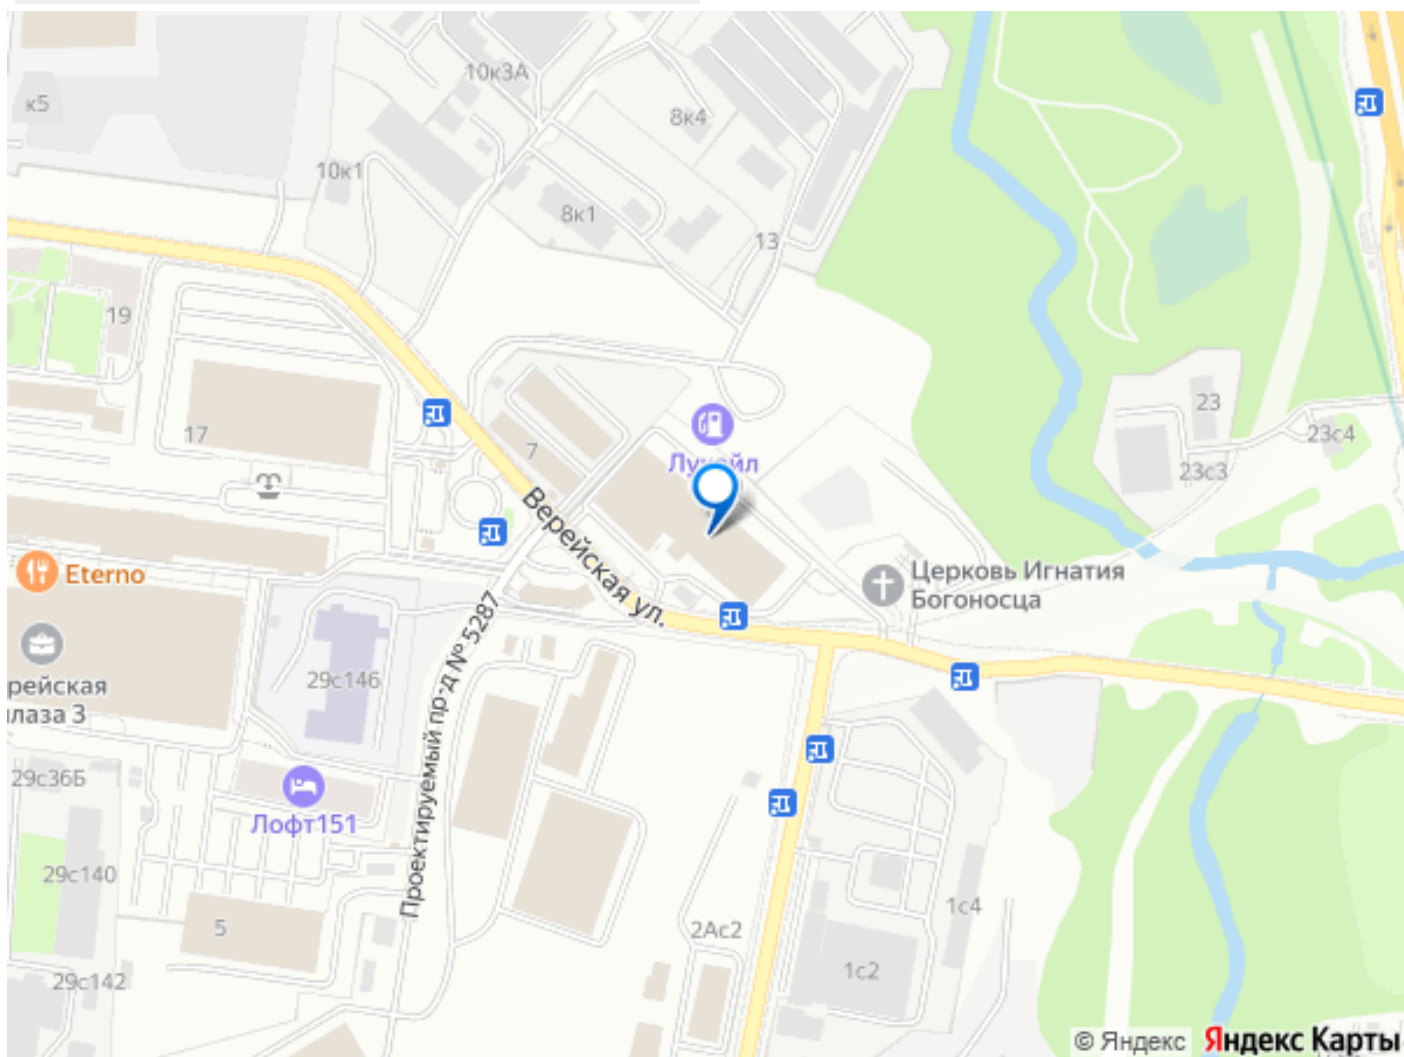 10к3А
к5
8к4
10к1
8к1
13
19
23
17
7
23с4
23с3
Лукойл
Верейская ул.
Eterno
Церковь Игнатия
Богоносца
29с146
рейская
лаза 3
Проектируемый пр-д № 5287
29с36Б
Лофт151
29с140
5
2Ас2
1с4
1с2
29с142
© Яндекс Яндекс Карты